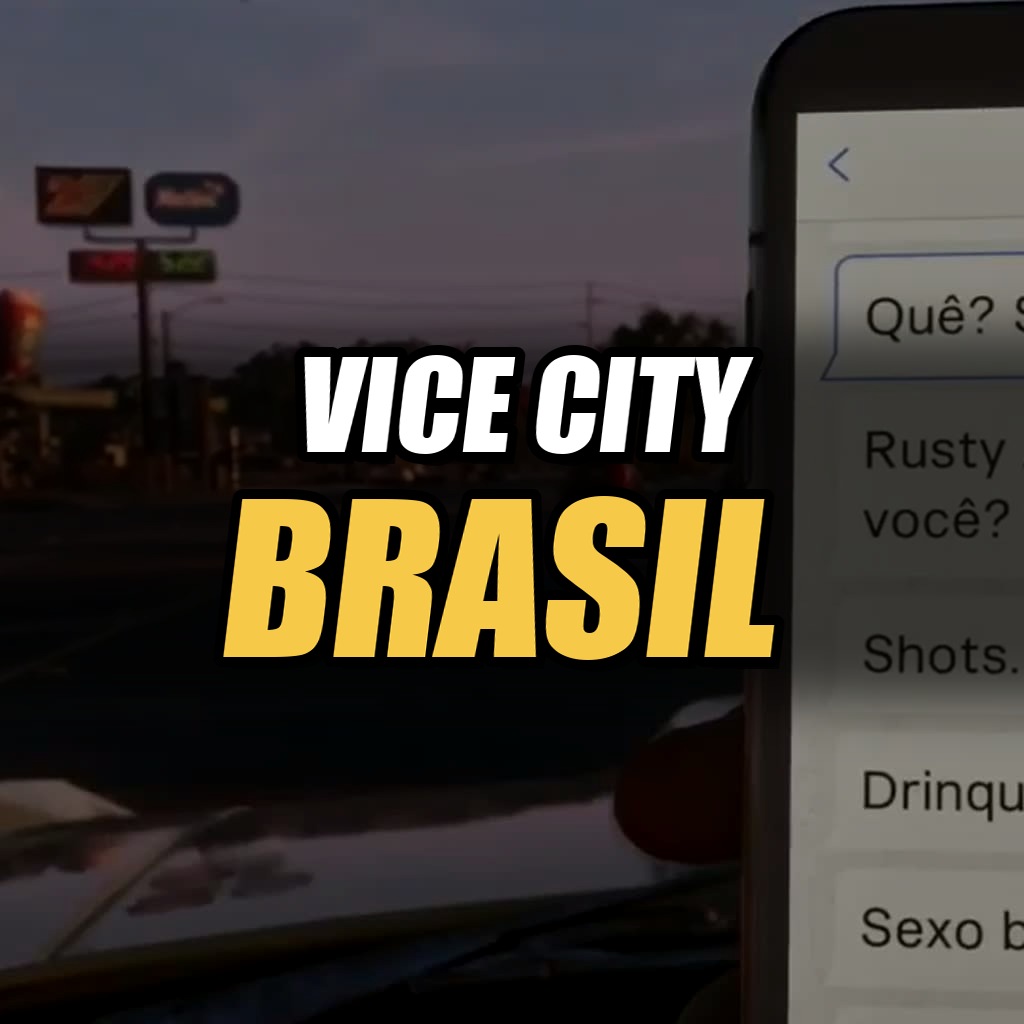 VICE CITY
BRASIL
Quê? S
Rusty
você?
Shots.
Drinqu
Sexo b